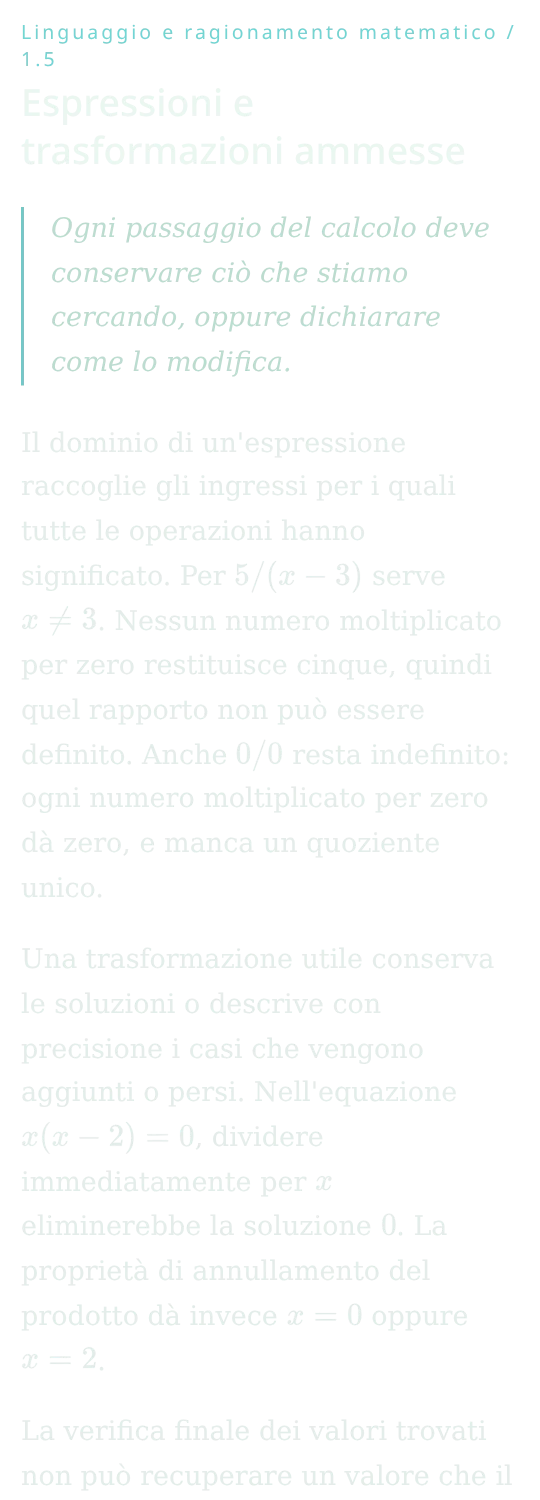 Linguaggio e ragionamento matematico /
1.5
Espressioni e
trasformazioni ammesse
Ogni passaggio del calcolo deve
conservare ciò che stiamo
cercando, oppure dichiarare
come lo modifica.
Il dominio di un'espressione
raccoglie gli ingressi per i quali
tutte le operazioni hanno
significato. Per 5/(x − 3) serve
x ≠ 3. Nessun numero moltiplicato
per zero restituisce cinque, quindi
quel rapporto non può essere
definito. Anche 0/0 resta indefinito:
ogni numero moltiplicato per zero
dà zero, e manca un quoziente
unico.
Una trasformazione utile conserva
le soluzioni o descrive con
precisione i casi che vengono
aggiunti o persi. Nell'equazione
x(x − 2) = 0, dividere
immediatamente per x
eliminerebbe la soluzione 0. La
proprietà di annullamento del
prodotto dà invece x = 0 oppure
x = 2.
La verifica finale dei valori trovati
non può recuperare un valore che il